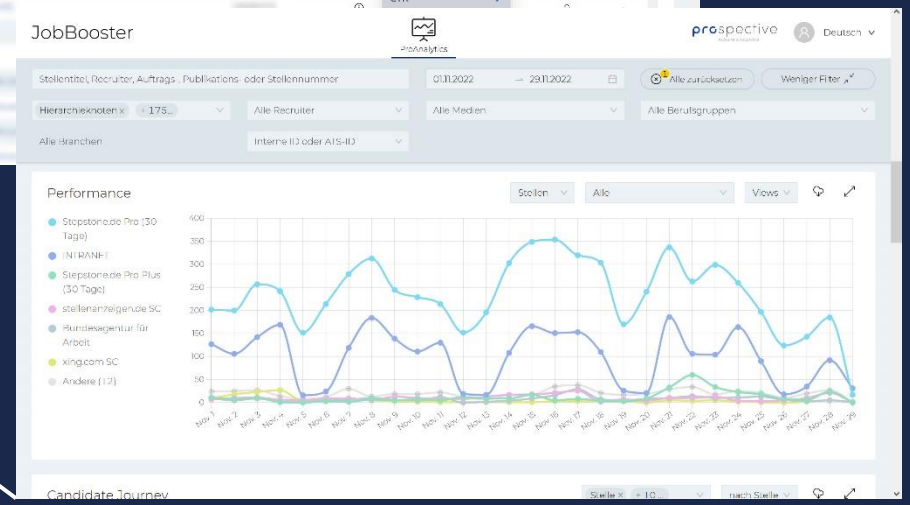 JobBooster
ProAnalytics
prospective
Deutsch
Stellentitel, Recruiter, Auftrags-, Publikations- oder Stellennummer
01.11.2022 → 29.11.2022
1
Alle zurücksetzen
Weniger Filter
Hierarchieknoten × + 175...
Alle Recruiter
Alle Medien
Alle Berufsgruppen
Alle Branchen
Interne ID oder ATS-ID
Performance
Stellen
Alle
Views
Stepstone.de Pro (30
Tage)
INTRANET
Stepstone.de Pro Plus
(30 Tage)
stellenanzeigen.de SC
Bundesagentur für
Arbeit
xing.com SC
Andere (12)
400
350
300
250
200
150
100
50
0
Nov. 1
Nov. 2
Nov. 3
Nov. 4
Nov. 5
Nov. 6
Nov. 7
Nov. 8
Nov. 9
Nov. 10
Nov. 11
Nov. 12
Nov. 13
Nov. 14
Nov. 15
Nov. 16
Nov. 17
Nov. 18
Nov. 19
Nov. 20
Nov. 21
Nov. 22
Nov. 23
Nov. 24
Nov. 25
Nov. 26
Nov. 27
Nov. 28
Nov. 29
Candidate Journey
Stelle × + 10...
nach Stelle